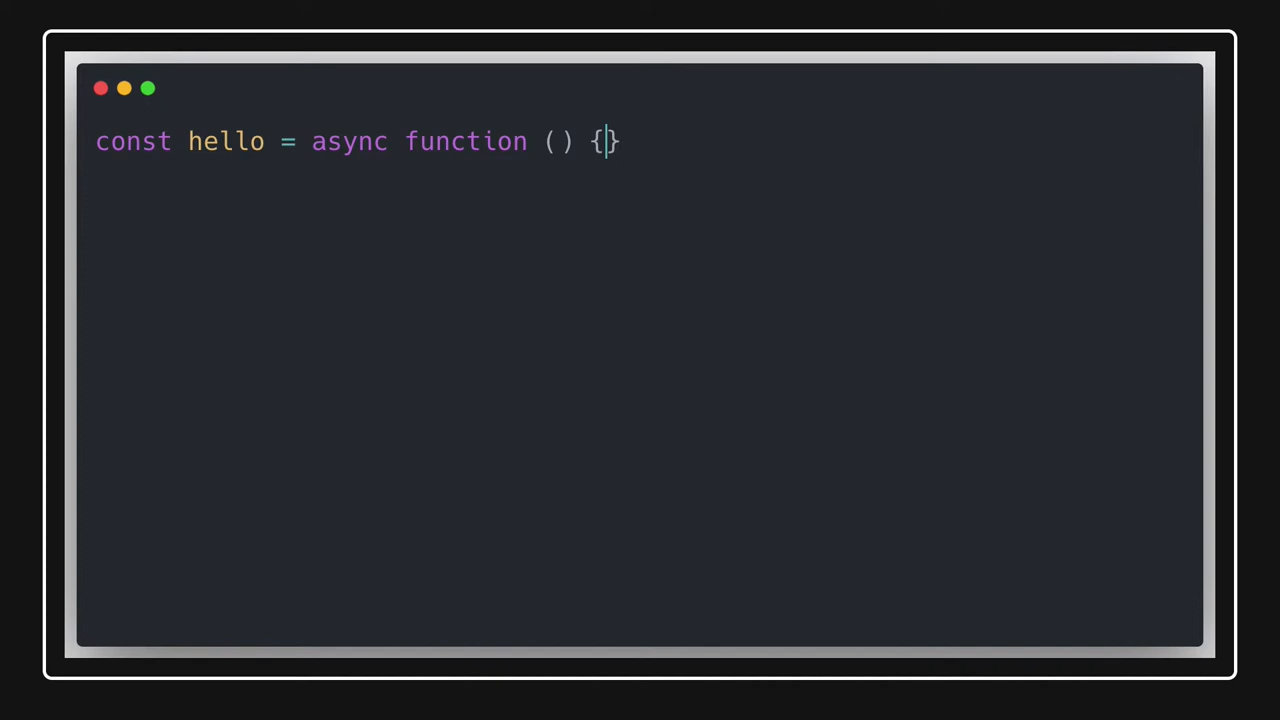 const hello = async function () {}